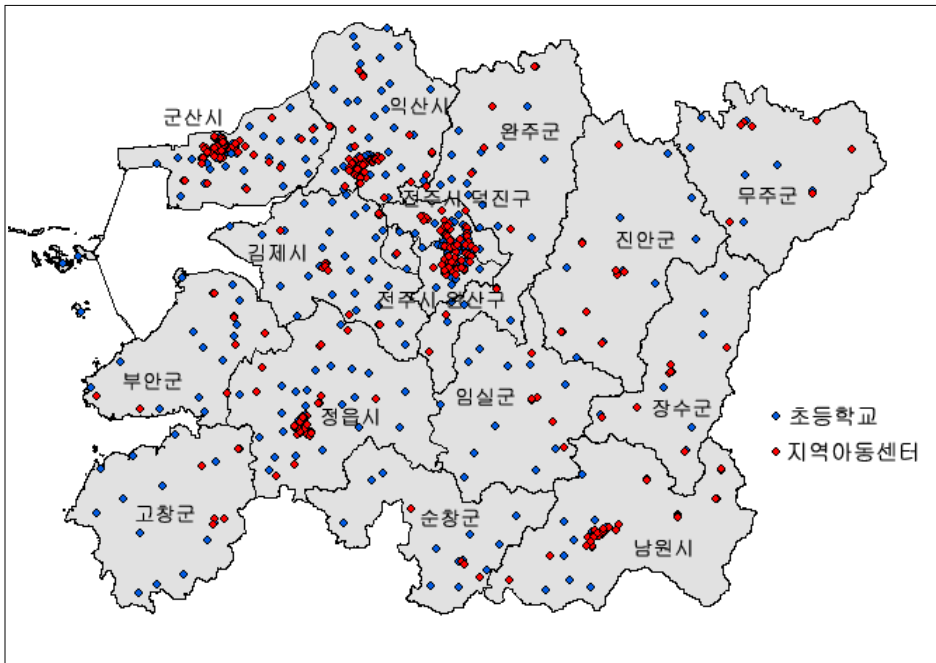 군산시
익산시
완주군
무주군
전주시 덕진구
진안군
김제시
전주시 완산구
부안군
정읍시
임실군
장수군
초등학교
지역아동센터
고창군
순창군
남원시